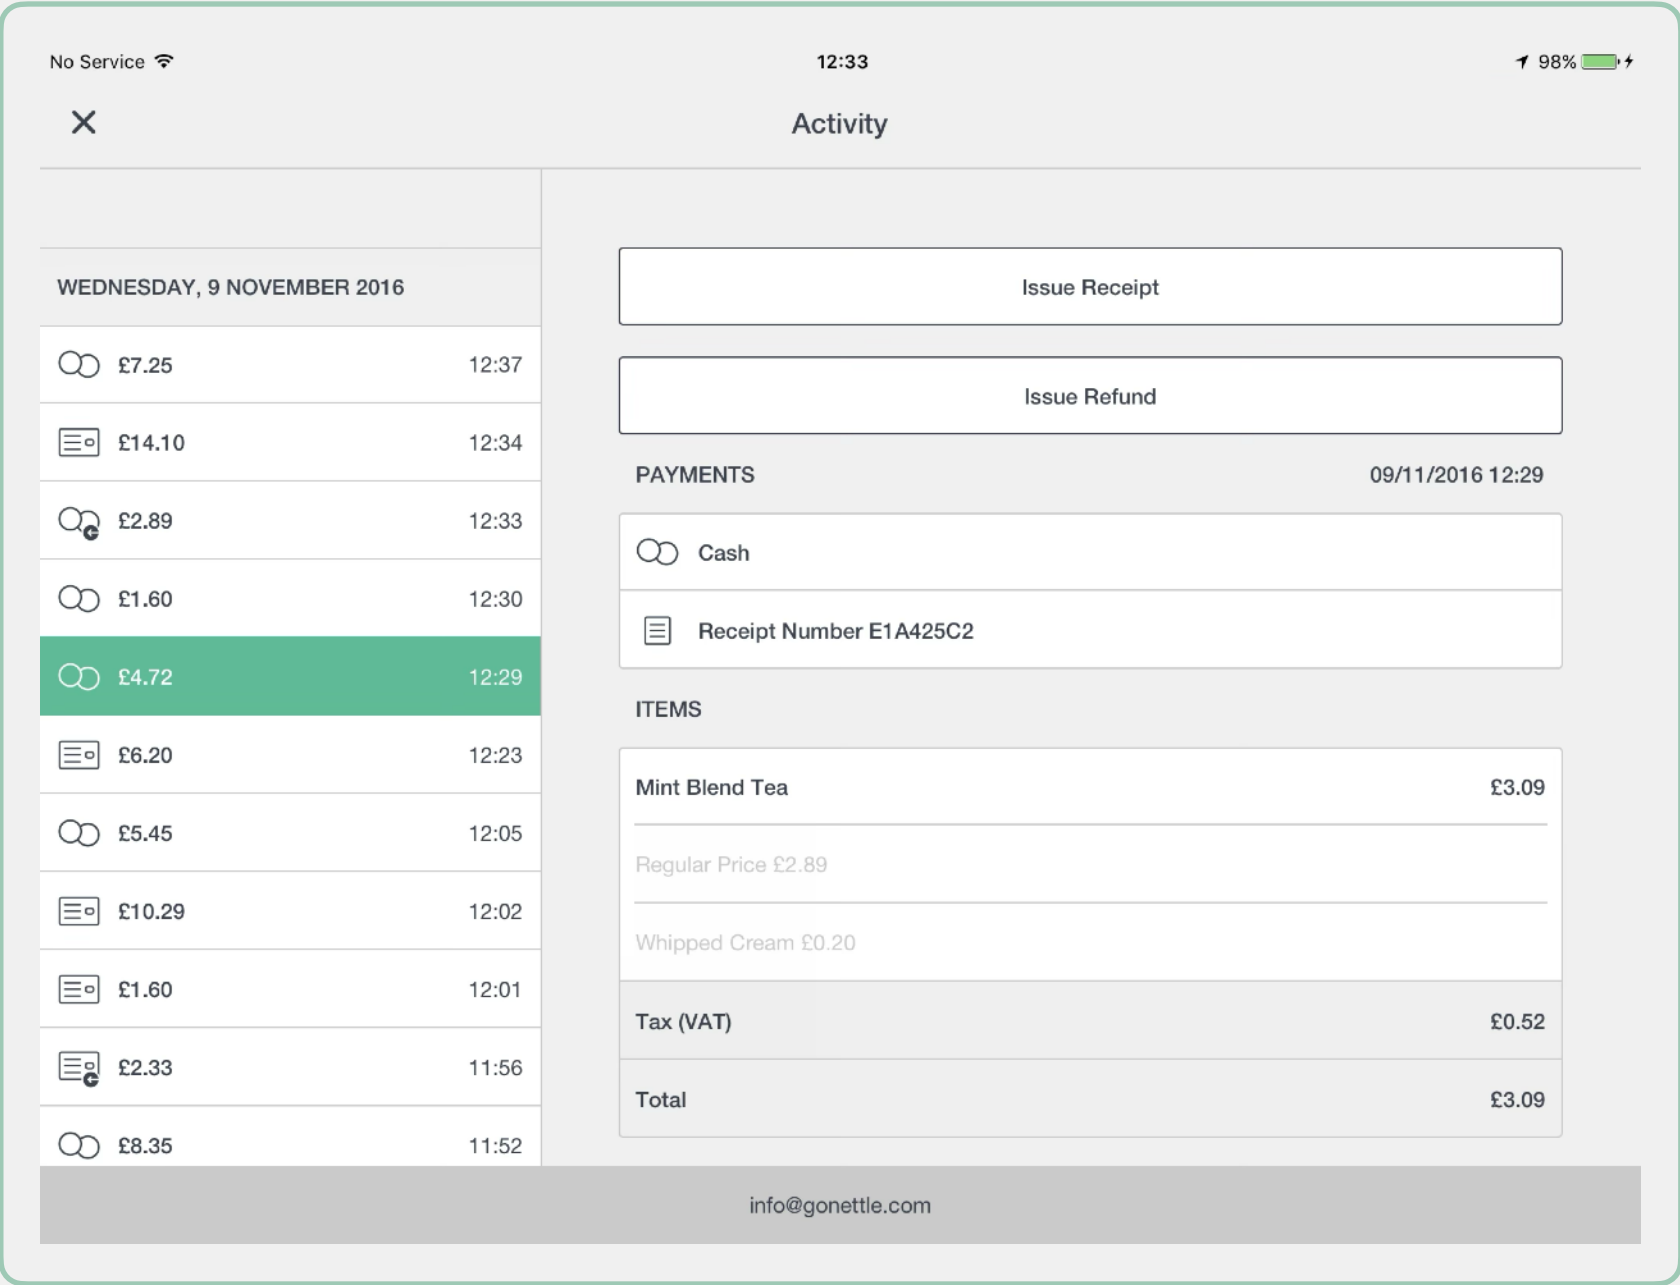 No Service
12:33
98%
Activity
WEDNESDAY, 9 NOVEMBER 2016
£7.25 12:37
£14.10 12:34
£2.89 12:33
£1.60 12:30
£4.72 12:29
£6.20 12:23
£5.45 12:05
£10.29 12:02
£1.60 12:01
£2.33 11:56
£8.35 11:52
Issue Receipt
Issue Refund
PAYMENTS 09/11/2016 12:29
Cash
Receipt Number E1A425C2
ITEMS
Mint Blend Tea £3.09
Regular Price £2.89
Whipped Cream £0.20
Tax (VAT) £0.52
Total £3.09
info@gonettle.com